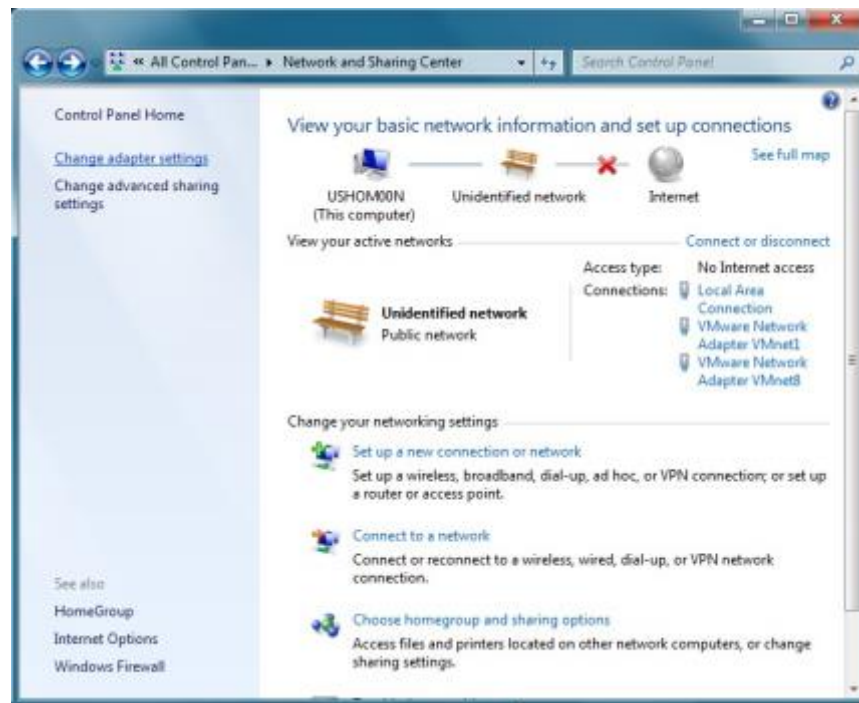 « All Control Pan... ▸ Network and Sharing Center
Search Control Panel
Control Panel Home
Change adapter settings
Change advanced sharing
settings
See also
HomeGroup
Internet Options
Windows Firewall
View your basic network information and set up connections
See full map
USHOM00N
(This computer)
Unidentified network
Internet
View your active networks
Connect or disconnect
Unidentified network
Public network
Access type: No Internet access
Connections: Local Area
Connection
VMware Network
Adapter VMnet1
VMware Network
Adapter VMnet8
Change your networking settings
Set up a new connection or network
Set up a wireless, broadband, dial-up, ad hoc, or VPN connection; or set up
a router or access point.
Connect to a network
Connect or reconnect to a wireless, wired, dial-up, or VPN network
connection.
Choose homegroup and sharing options
Access files and printers located on other network computers, or change
sharing settings.